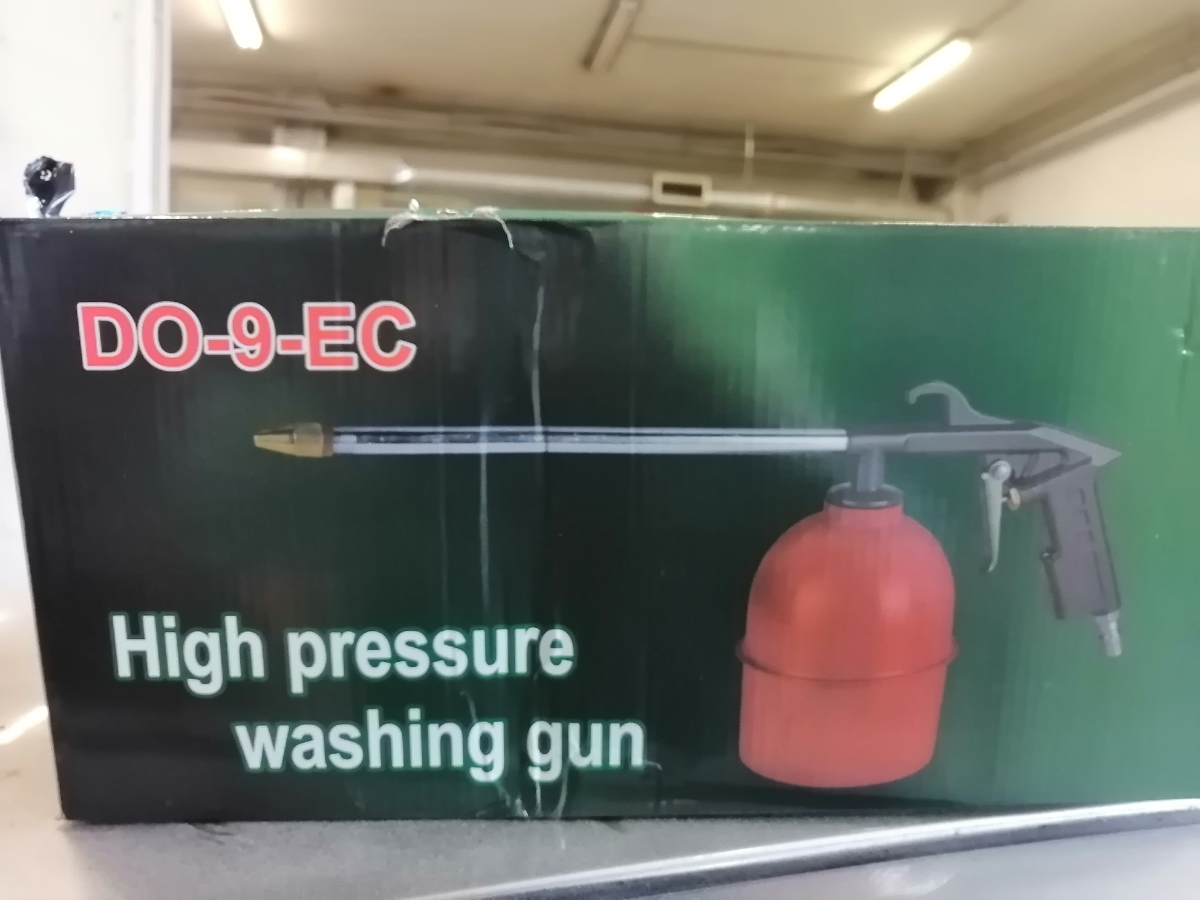 DO-9-EC
High pressure
washing gun